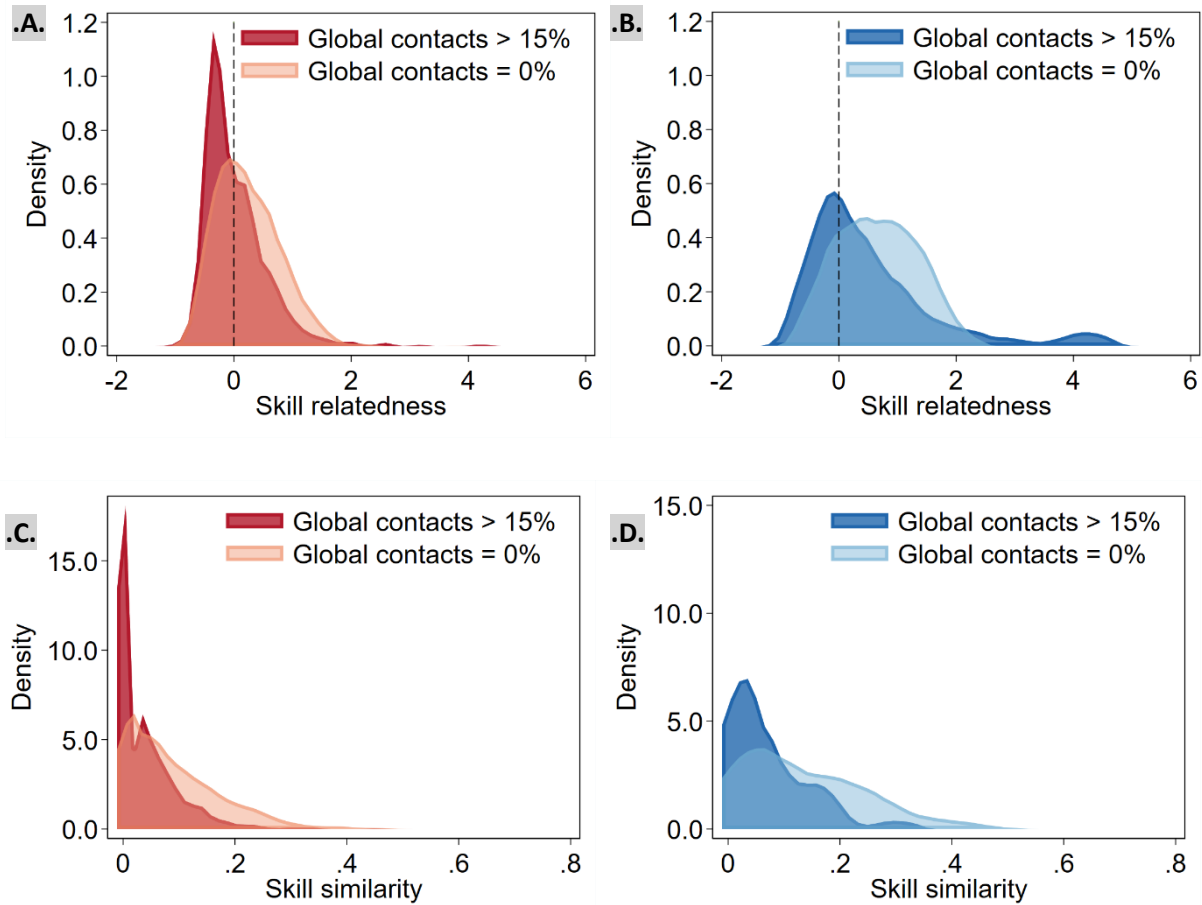 .A.
1.2
1.0
0.8
0.6
0.4
0.2
0.0
Density
Global contacts > 15%
Global contacts = 0%
-2 0 2 4 6
Skill relatedness
.B.
1.2
1.0
0.8
0.6
0.4
0.2
0.0
Density
Global contacts > 15%
Global contacts = 0%
-2 0 2 4 6
Skill relatedness
.C.
15.0
10.0
5.0
0.0
Density
Global contacts > 15%
Global contacts = 0%
0 .2 .4 .6 .8
Skill similarity
.D.
15.0
10.0
5.0
0.0
Density
Global contacts > 15%
Global contacts = 0%
0 .2 .4 .6 .8
Skill similarity